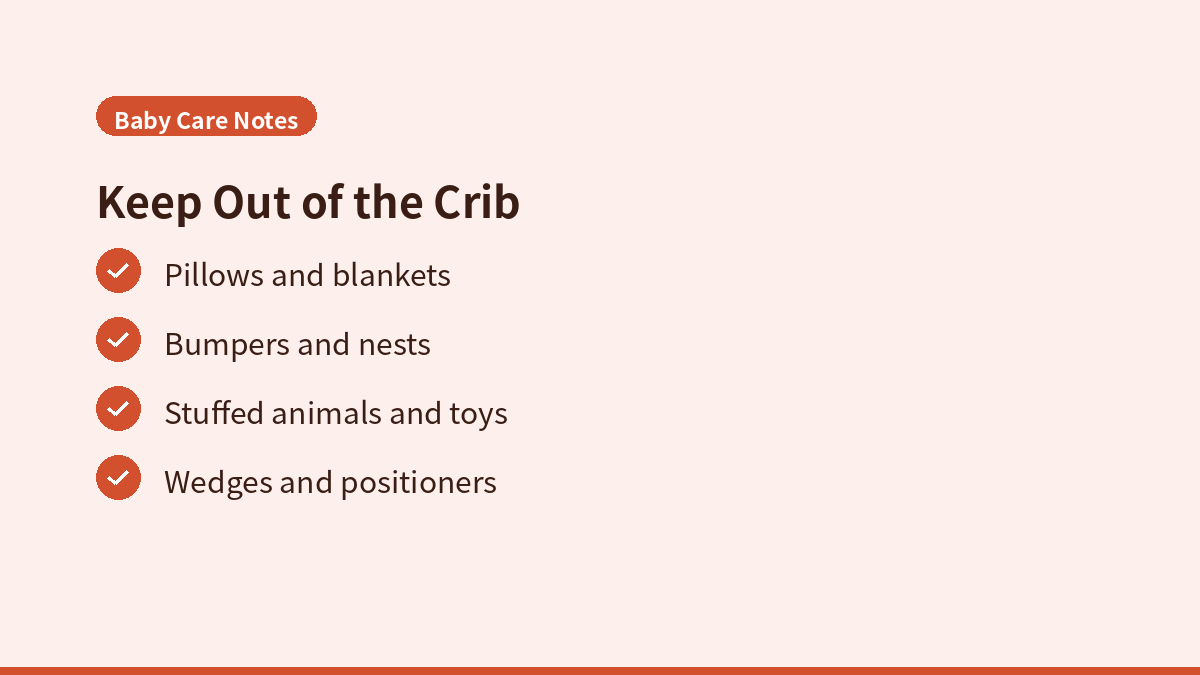 Baby Care Notes
Keep Out of the Crib
Pillows and blankets
Bumpers and nests
Stuffed animals and toys
Wedges and positioners